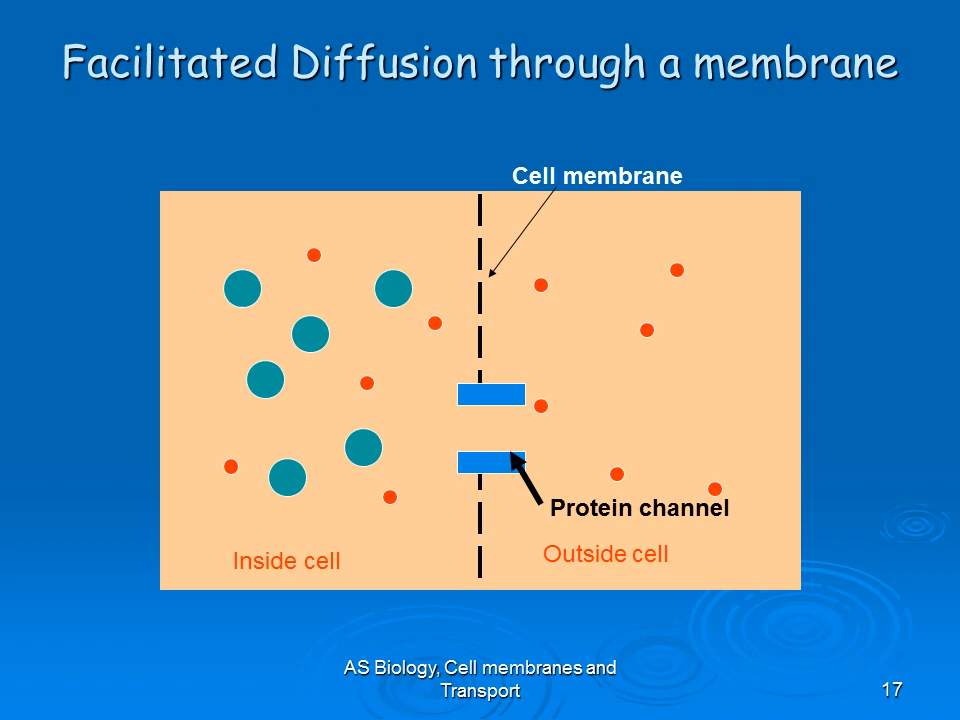 Facilitated Diffusion through a membrane
Cell membrane
Protein channel
Inside cell
Outside cell
AS Biology, Cell membranes and
Transport
17